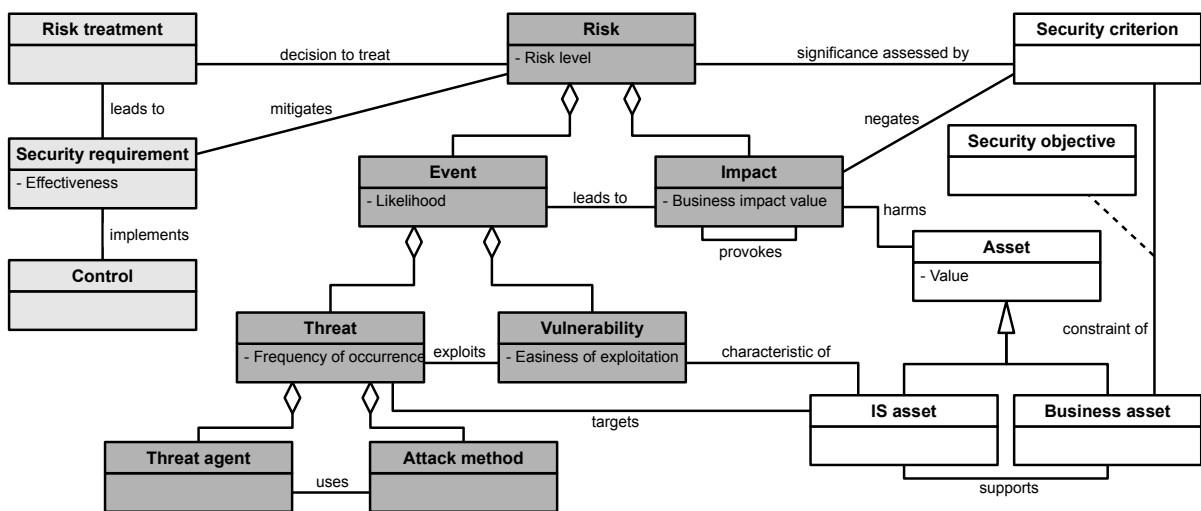 Risk treatment
Risk
- Risk level
Security criterion
decision to treat
significance assessed by
leads to
mitigates
negates
Security objective
Security requirement
- Effectiveness
Event
- Likelihood
leads to
Impact
- Business impact value
harms
provokes
implements
Control
Asset
- Value
Threat
- Frequency of occurrence
exploits
Vulnerability
- Easiness of exploitation
characteristic of
constraint of
targets
IS asset
Business asset
Threat agent
uses
Attack method
supports